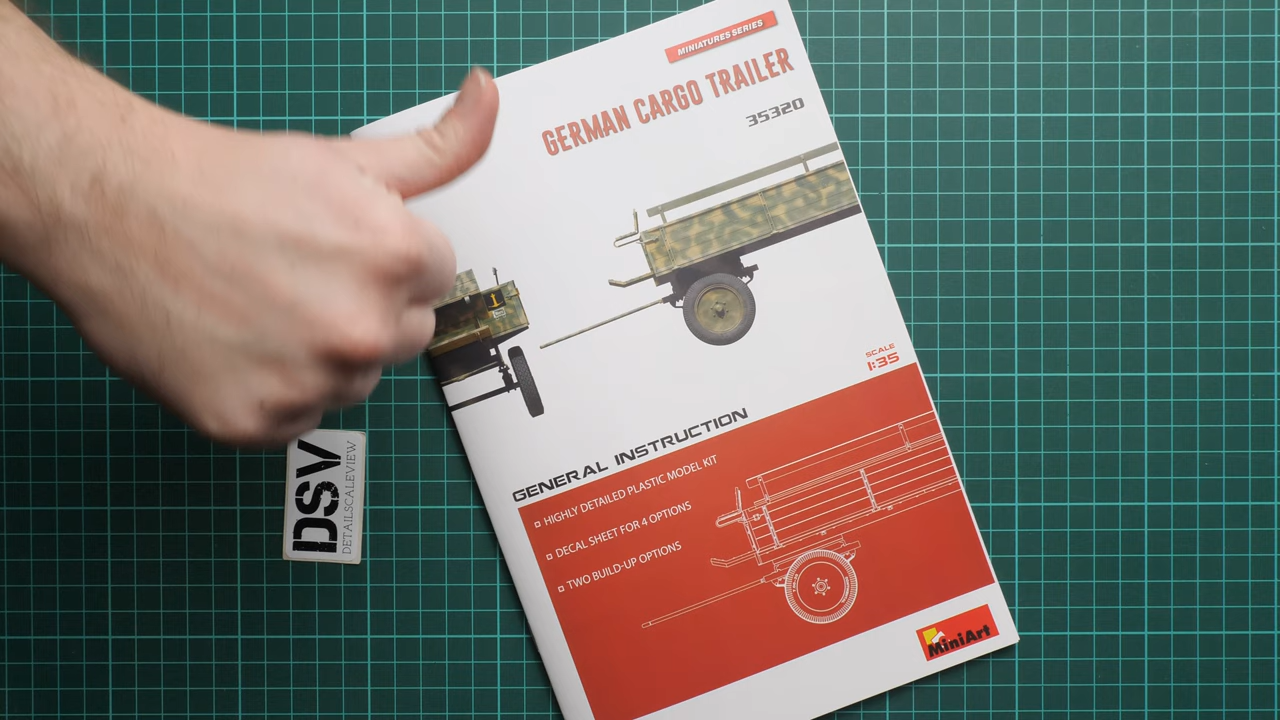 MINIATURES SERIES
GERMAN CARGO TRAILER
35320
SCALE
1:35
GENERAL INSTRUCTION
HIGHLY DETAILED PLASTIC MODEL KIT
DECAL SHEET FOR 4 OPTIONS
TWO BUILD-UP OPTIONS
MiniArt
DSV
DETAILSCALEVIEW